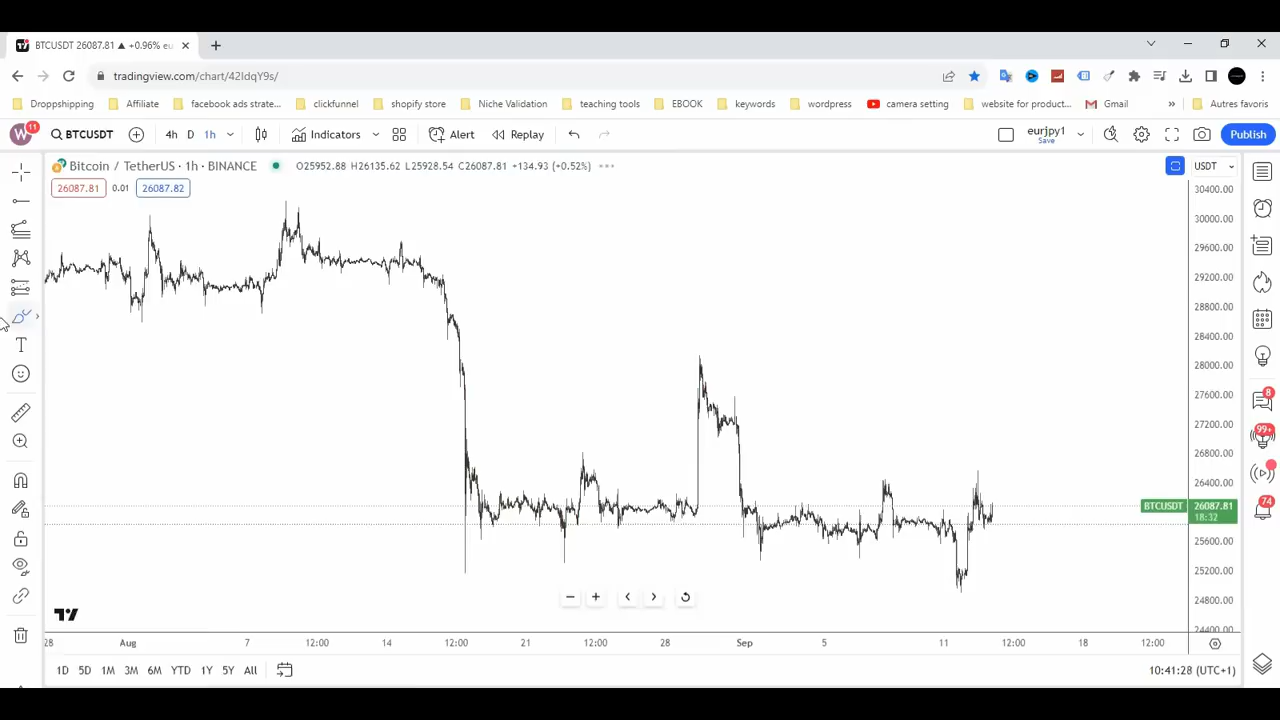 BTCUSDT 26087.81 ▲ +0.96% eu
tradingview.com/chart/42IdqY9s/
Droppshipping Affiliate facebook ads strate... clickfunnel shopify store Niche Validation teaching tools EBOOK keywords wordpress camera setting website for product... Gmail » Autres favoris
W 11 BTCUSDT 4h D 1h Indicators Alert Replay eurjpy1 Save Publish
Bitcoin / TetherUS · 1h · BINANCE O25952.88 H26135.62 L25928.54 C26087.81 +134.93 (+0.52%) USDT
26087.81 0.01 26087.82
30400.00
30000.00
29600.00
29200.00
28800.00
28400.00
28000.00
27600.00
27200.00
26800.00
26400.00
BTCUSDT 26087.81
18:32
25600.00
25200.00
24800.00
24400.00
8
99+
74
T
28 Aug 7 12:00 14 12:00 21 12:00 28 Sep 5 11 12:00 18 12:00
1D 5D 1M 3M 6M YTD 1Y 5Y All 10:41:28 (UTC+1)